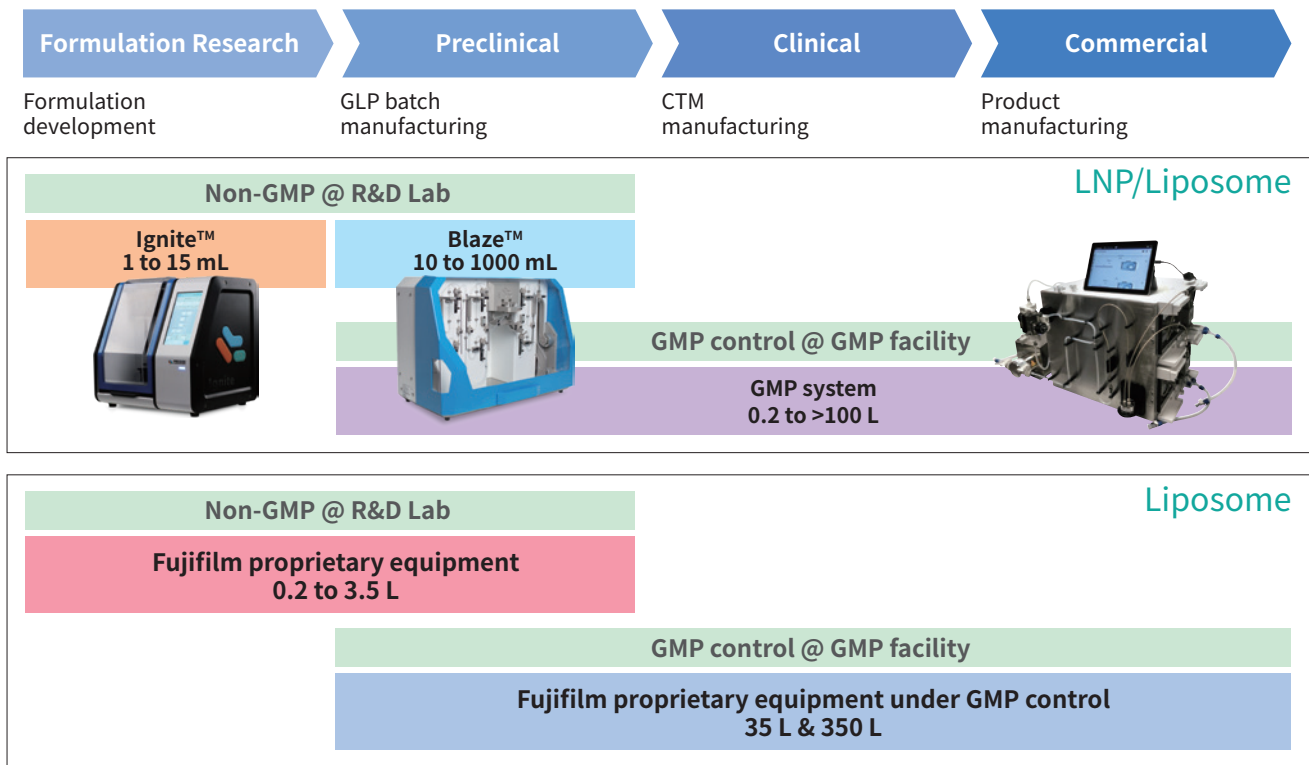 Formulation Research
Preclinical
Clinical
Commercial
Formulation
development
GLP batch
manufacturing
CTM
manufacturing
Product
manufacturing
LNP/Liposome
Non-GMP @ R&D Lab
Ignite™
1 to 15 mL
Blaze™
10 to 1000 mL
Ignite
GMP control @ GMP facility
GMP system
0.2 to >100 L
Liposome
Non-GMP @ R&D Lab
Fujifilm proprietary equipment
0.2 to 3.5 L
GMP control @ GMP facility
Fujifilm proprietary equipment under GMP control
35 L & 350 L